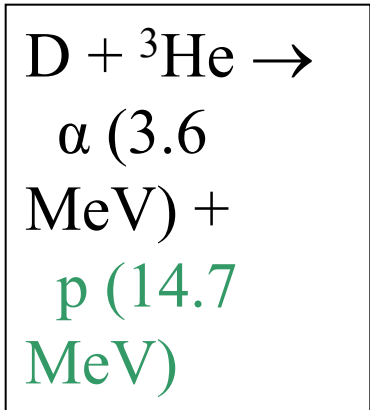 D + ³He →
α (3.6
MeV) +
p (14.7
MeV)